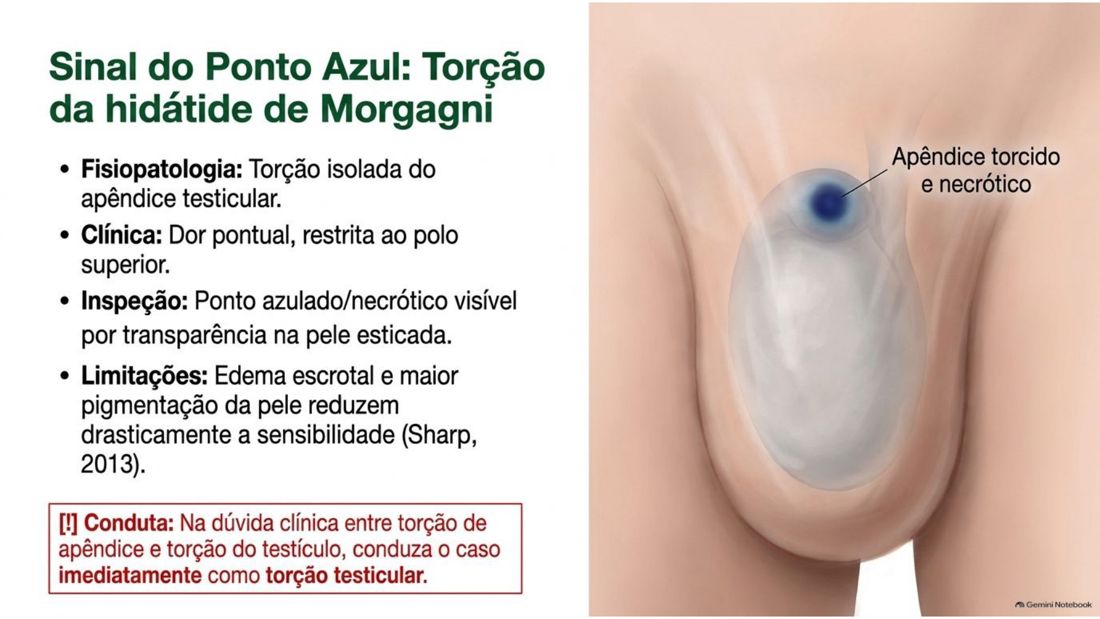 Sinal do Ponto Azul: Torção
da hidátide de Morgagni
• Fisiopatologia: Torção isolada do
apêndice testicular.
• Clínica: Dor pontual, restrita ao polo
superior.
• Inspeção: Ponto azulado/necrótico visível
por transparência na pele esticada.
• Limitações: Edema escrotal e maior
pigmentação da pele reduzem
drasticamente a sensibilidade (Sharp,
2013).
[!] Conduta: Na dúvida clínica entre torção de
apêndice e torção do testículo, conduza o caso
imediatamente como torção testicular.
Apêndice torcido
e necrótico
Gemini Notebook